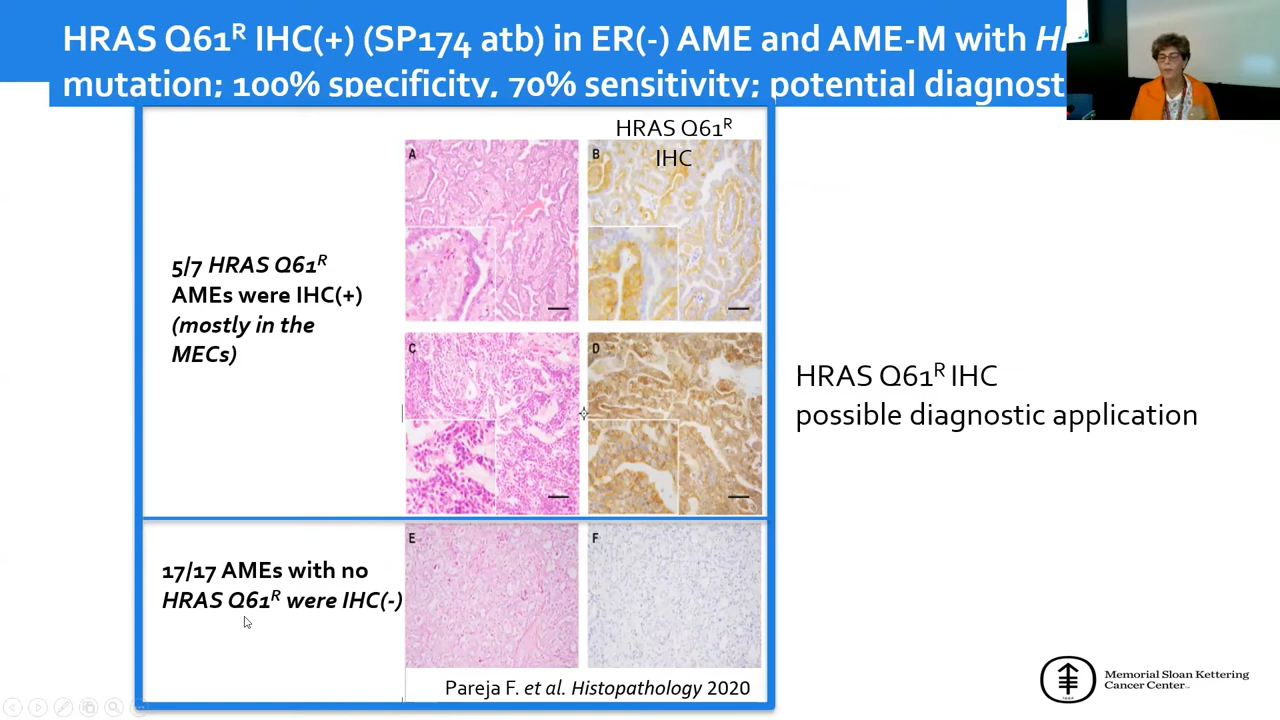 HRAS Q61ᴿ IHC(+) (SP174 atb) in ER(-) AME and AME-M with
mutation; 100% specificity, 70% sensitivity; potential
HRAS Q61ᴿ
IHC
A
B
5/7 HRAS Q61ᴿ
AMEs were IHC(+)
(mostly in the
MECs)
C
D
HRAS Q61ᴿ IHC
possible diagnostic application
E
F
17/17 AMEs with no
HRAS Q61ᴿ were IHC(-)
Pareja F. et al. Histopathology 2020
Memorial Sloan Kettering
Cancer Center